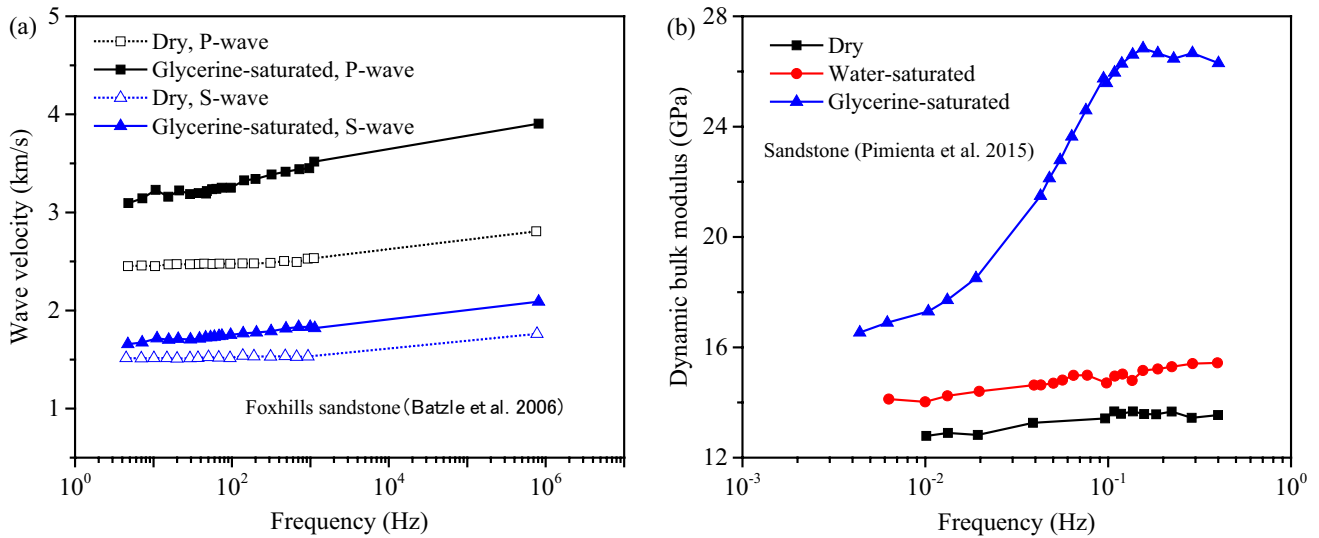 (a)
Dry, P-wave
Glycerine-saturated, P-wave
Dry, S-wave
Glycerine-saturated, S-wave
Foxhills sandstone (Batzle et al. 2006)
Wave velocity (km/s)
5
4
3
2
1
10^0
10^2
10^4
10^6
Frequency (Hz)
(b)
Dry
Water-saturated
Glycerine-saturated
Sandstone (Pimienta et al. 2015)
Dynamic bulk modulus (GPa)
28
24
20
16
12
10^-3
10^-2
10^-1
10^0
Frequency (Hz)